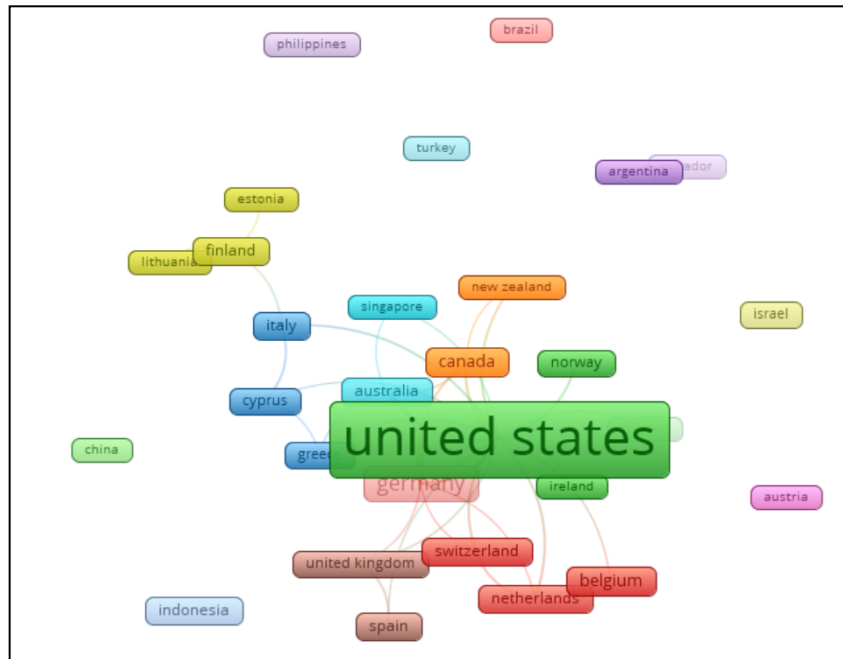 brazil
philippines
turkey
argentina
estonia
finland
lithuania
new zealand
singapore
israel
italy
canada
norway
australia
cyprus
united states
china
germany
ireland
austria
switzerland
united kingdom
belgium
netherlands
indonesia
spain